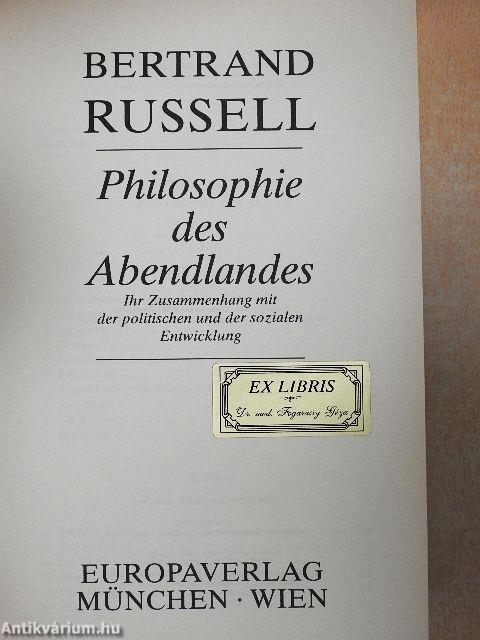 BERTRAND
RUSSELL
Philosophie
des
Abendlandes
Ihr Zusammenhang mit
der politischen und der sozialen
Entwicklung
EX LIBRIS
Dr. med. Fogarassy Géza
EUROPAVERLAG
MÜNCHEN · WIEN
Antikvárium.hu